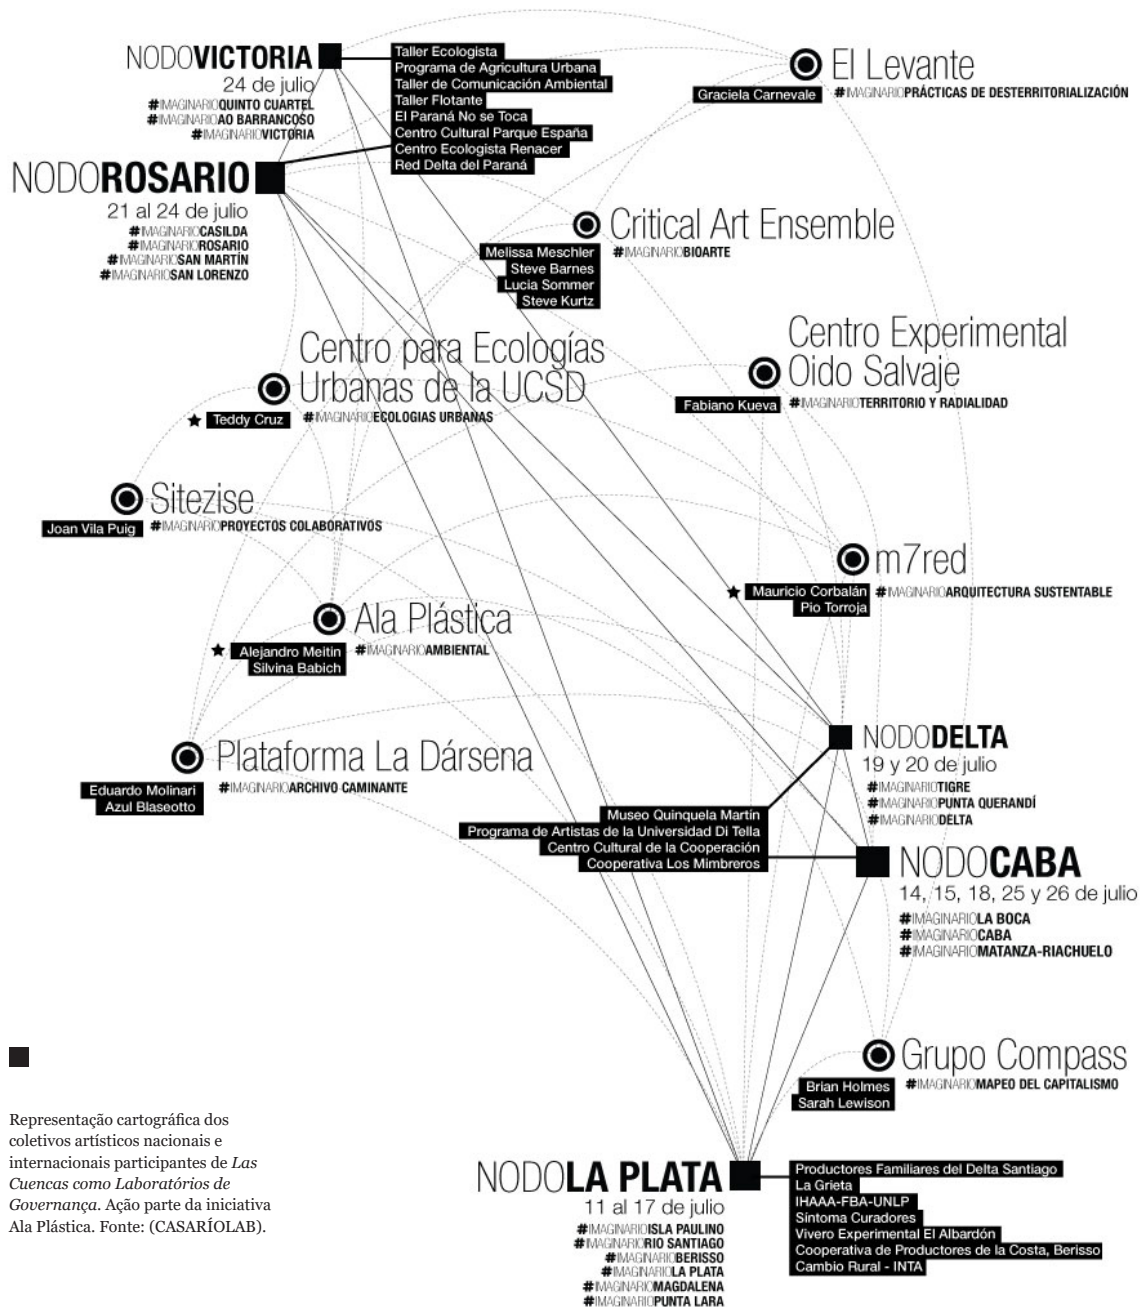 NODOVICTORIA
24 de julio
#IMAGINARIOQUINTO CUARTEL
#IMAGINARIOAO BARRANCOSO
#IMAGINARIOVICTORIA
Taller Ecologista
Programa de Agricultura Urbana
Taller de Comunicación Ambiental
Taller Flotante
El Paraná No se Toca
Centro Cultural Parque España
Centro Ecologista Renacer
Red Delta del Paraná
El Levante
Graciela Carnevale
#IMAGINARIOPRÁCTICAS DE DESTERRITORIALIZACIÓN
NODOROSARIO
21 al 24 de julio
#IMAGINARIOCASILDA
#IMAGINARIOROSARIO
#IMAGINARIOSAN MARTÍN
#IMAGINARIOSAN LORENZO
Critical Art Ensemble
#IMAGINARIOBIOARTE
Melissa Meschler
Steve Barnes
Lucia Sommer
Steve Kurtz
Centro para Ecologías
Urbanas de la UCSD
Teddy Cruz
#IMAGINARIOECOLOGIAS URBANAS
Centro Experimental
Oido Salvaje
Fabiano Kueva
#IMAGINARIOTERRITORIO Y RADIALIDAD
Sitezise
Joan Vila Puig
#IMAGINARIOPROYECTOS COLABORATIVOS
m7red
Mauricio Corbalán
Pio Torroja
#IMAGINARIOARQUITECTURA SUSTENTABLE
Ala Plástica
Alejandro Meitin
Silvina Babich
#IMAGINARIOAMBIENTAL
Plataforma La Dársena
Eduardo Molinari
Azul Blaseotto
#IMAGINARIOARCHIVO CAMINANTE
NODODELTA
19 y 20 de julio
#IMAGINARIOTIGRE
#IMAGINARIOPUNTA QUERANDÍ
#IMAGINARIODELTA
Museo Quinquela Martín
Programa de Artistas de la Universidad Di Tella
Centro Cultural de la Cooperación
Cooperativa Los Mimbreros
NODOCABA
14, 15, 18, 25 y 26 de julio
#IMAGINARIOLA BOCA
#IMAGINARIOCABA
#IMAGINARIOMATANZA-RIACHUELO
Grupo Compass
Brian Holmes
Sarah Lewison
#IMAGINARIOMAPEO DEL CAPITALISMO
Representação cartográfica dos
coletivos artísticos nacionais e
internacionais participantes de Las
Cuencas como Laboratórios de
Governança. Ação parte da iniciativa
Ala Plástica. Fonte: (CASARÍOLAB).
NODOLA PLATA
11 al 17 de julio
#IMAGINARIOISLA PAULINO
#IMAGINARIORIO SANTIAGO
#IMAGINARIOBERISSO
#IMAGINARIOLA PLATA
#IMAGINARIOMAGDALENA
#IMAGINARIOPUNTA LARA
Productores Familiares del Delta Santiago
La Grieta
IHAAA-FBA-UNLP
Síntoma Curadores
Vivero Experimental El Albardón
Cooperativa de Productores de la Costa, Berisso
Cambio Rural - INTA